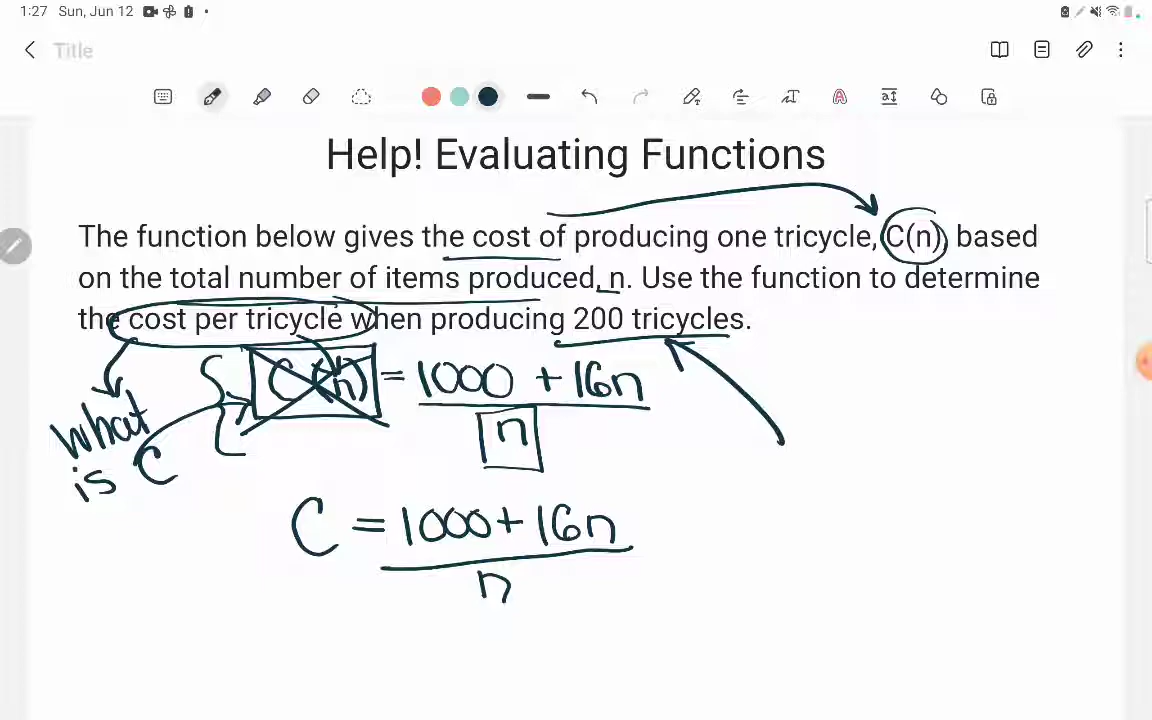 1:27 Sun, Jun 12
Title
Help! Evaluating Functions
The function below gives the cost of producing one tricycle, C(n), based
on the total number of items produced, n. Use the function to determine
the cost per tricycle when producing 200 tricycles.
C(n) = 1000 + 16n
n
what
is C
C = 1000 + 16n
n